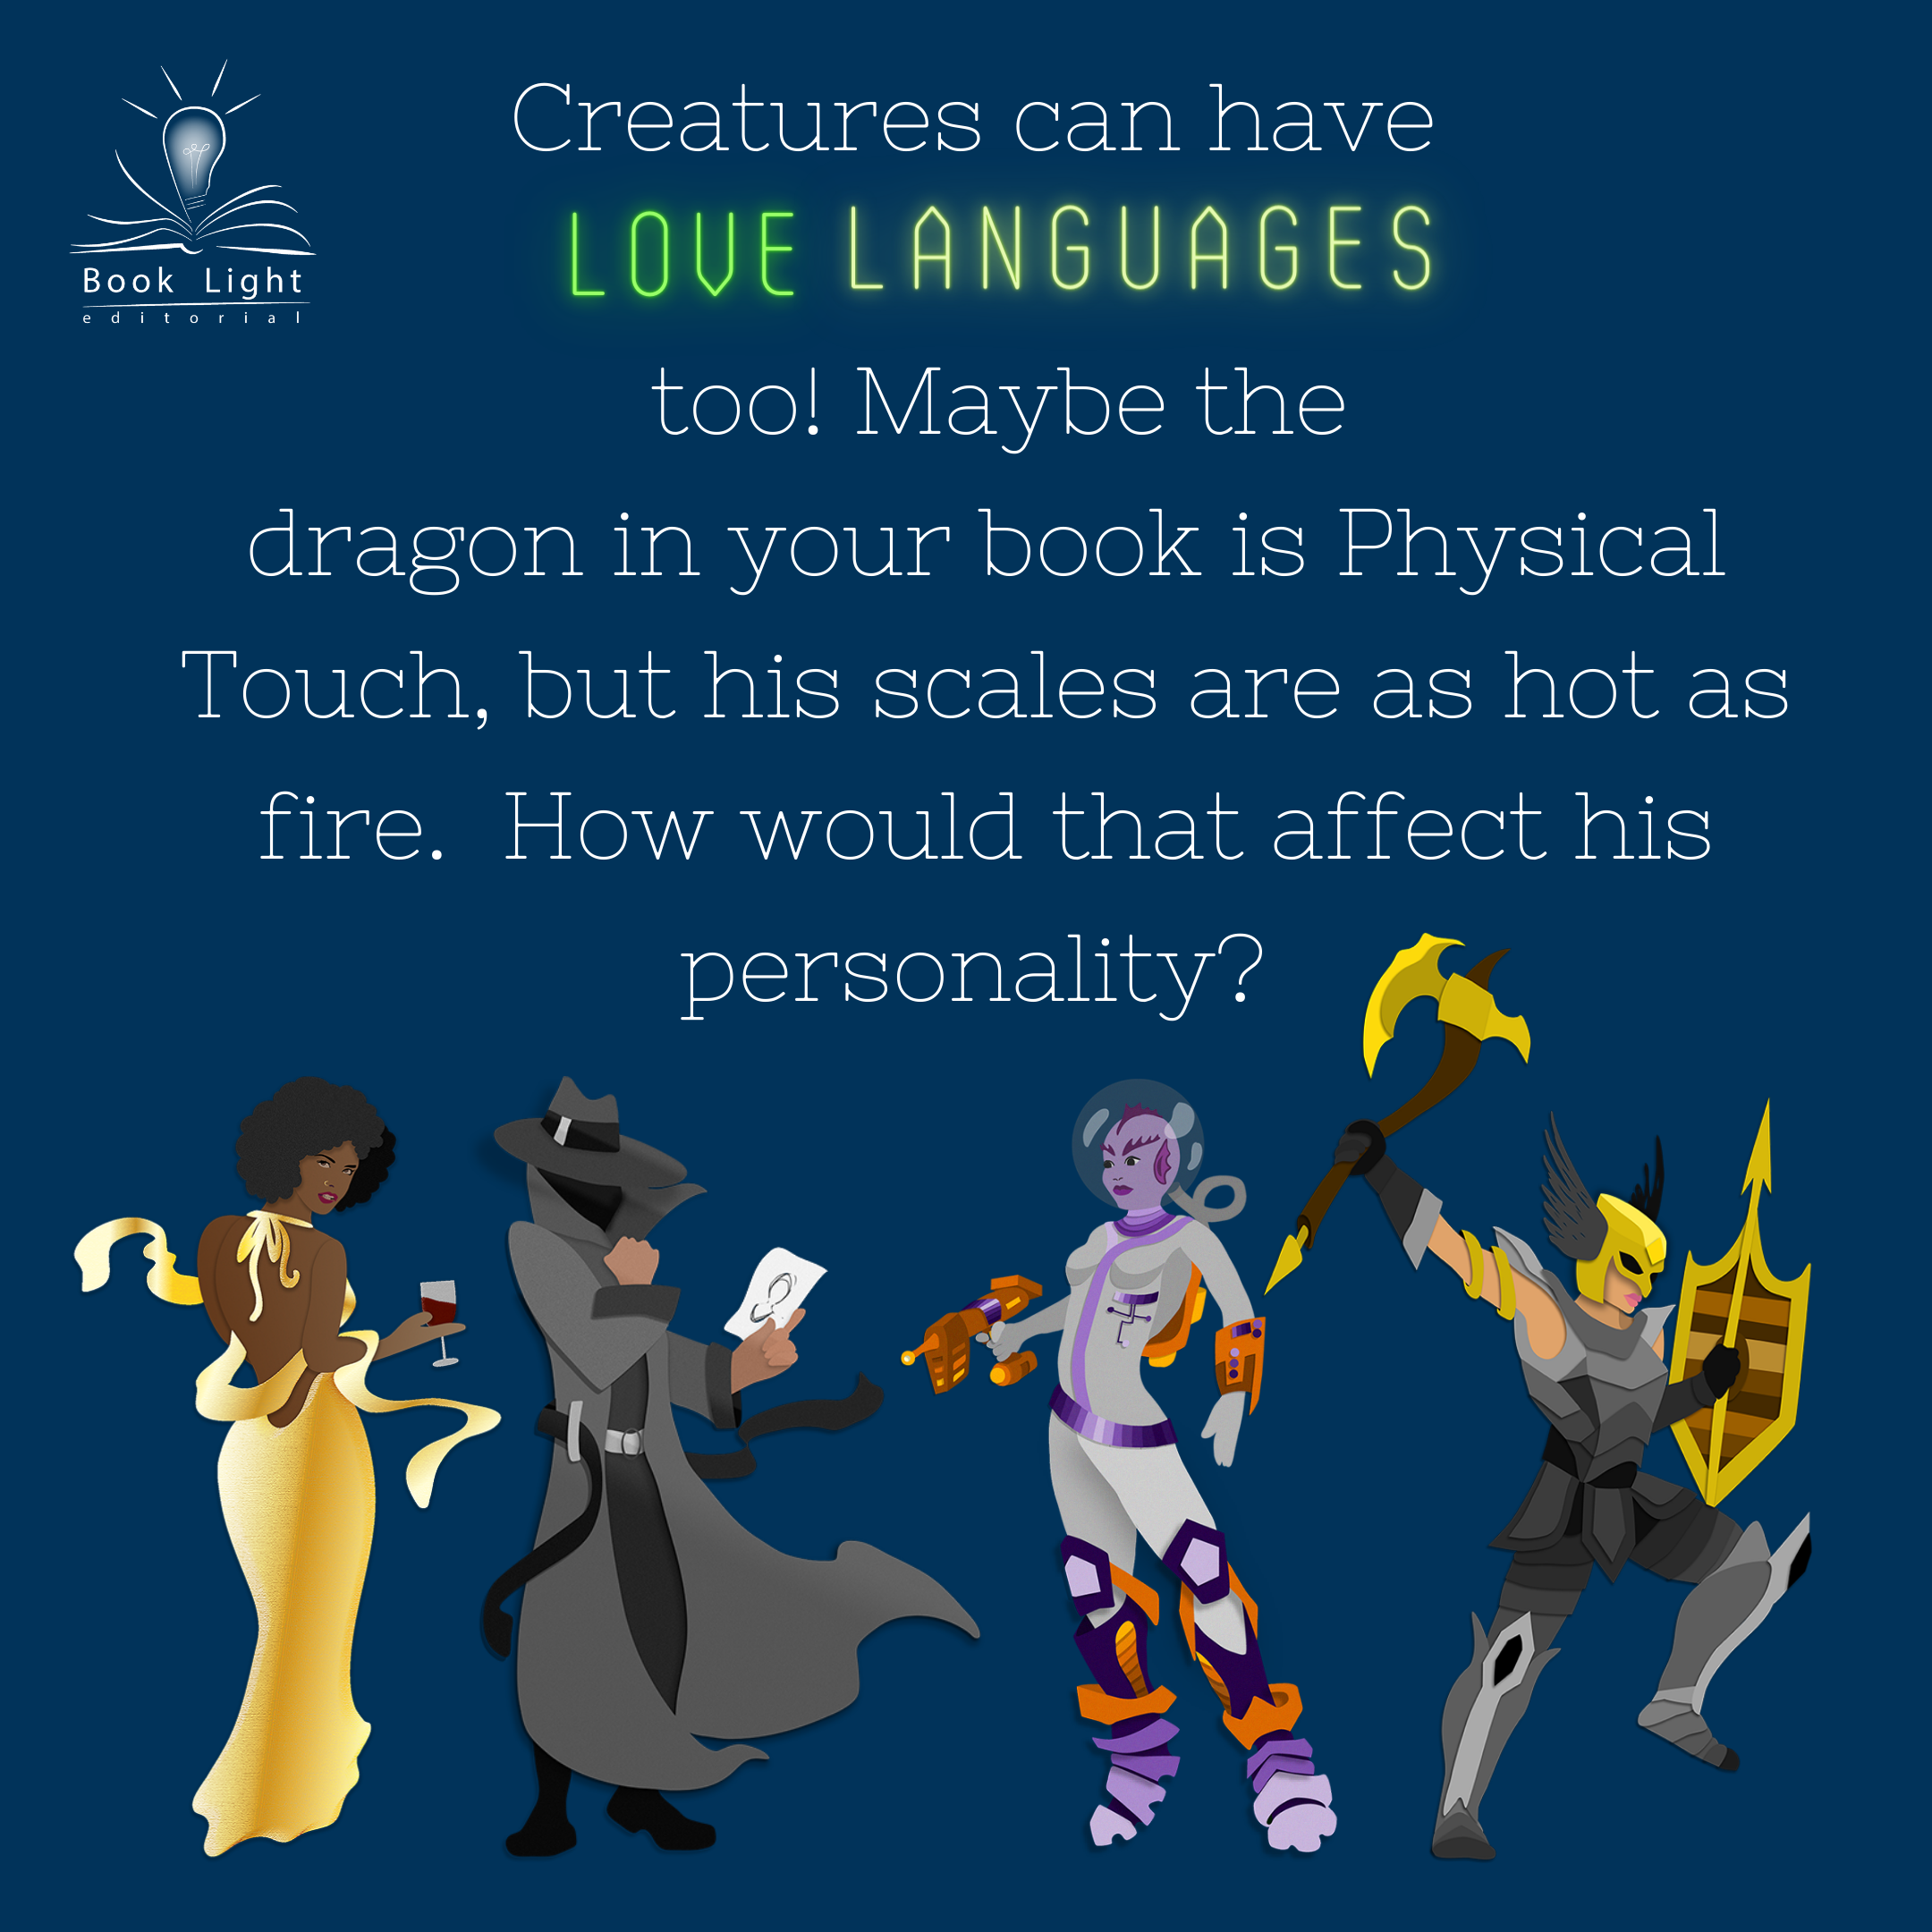 Book Light
editorial
Creatures can have
LOVE LANGUAGES
too! Maybe the
dragon in your book is Physical
Touch, but his scales are as hot as
fire.  How would that affect his
personality?